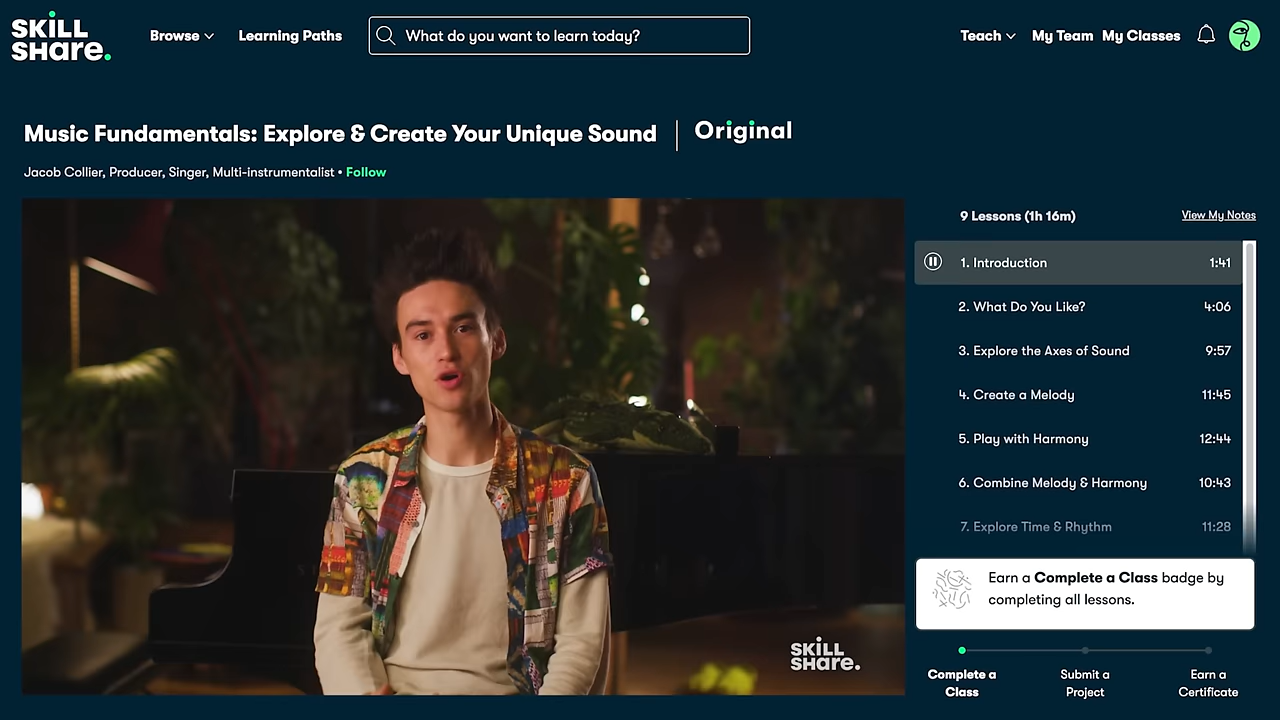 SKILL
SHARE.
Browse
Learning Paths
What do you want to learn today?
Teach
My Team
My Classes
Music Fundamentals: Explore & Create Your Unique Sound | Original
Jacob Collier, Producer, Singer, Multi-instrumentalist • Follow
9 Lessons (1h 16m)
View My Notes
1. Introduction 1:41
2. What Do You Like? 4:06
3. Explore the Axes of Sound 9:57
4. Create a Melody 11:45
5. Play with Harmony 12:44
6. Combine Melody & Harmony 10:43
7. Explore Time & Rhythm 11:28
Earn a Complete a Class badge by
completing all lessons.
SKILL
SHARE.
Complete a
Class
Submit a
Project
Earn a
Certificate